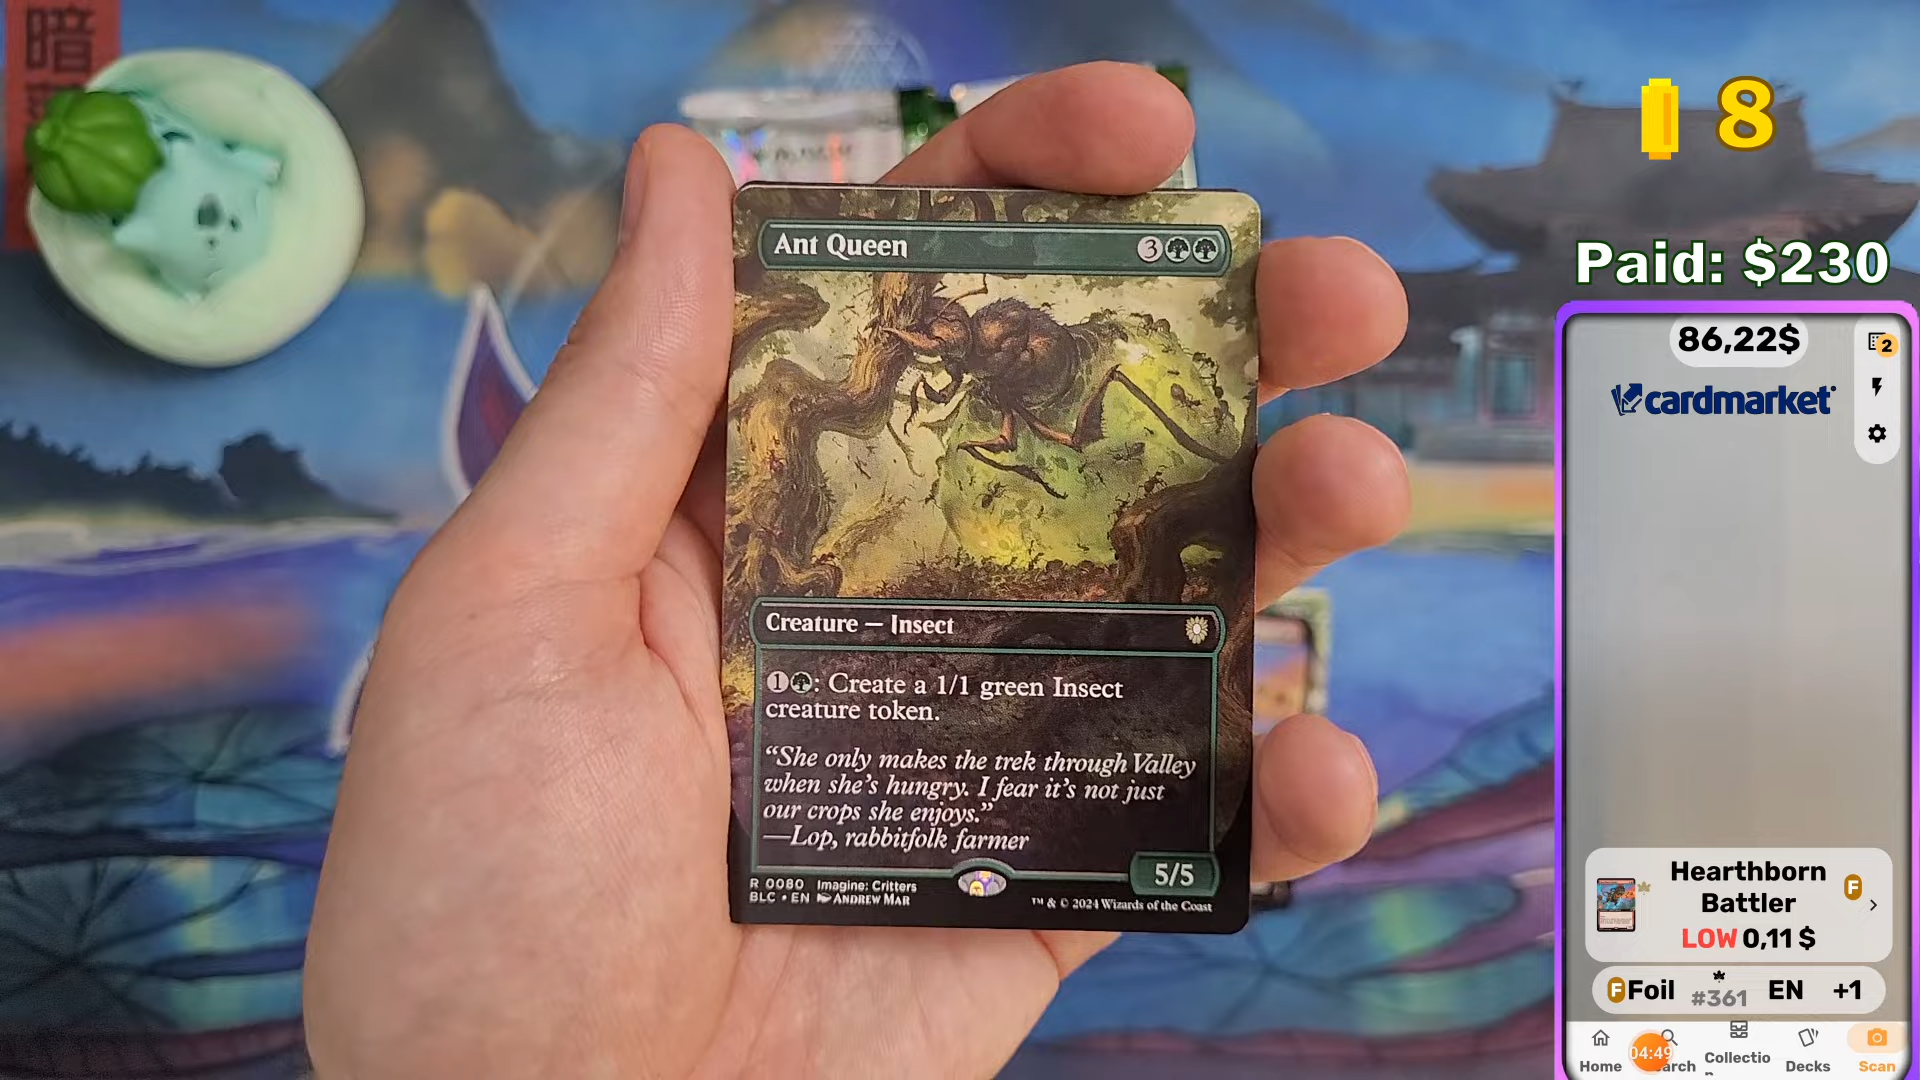 暗
8
Paid: $230
86,22$
2
cardmarket
Ant Queen
3
Creature — Insect
1 : Create a 1/1 green Insect
creature token.
“She only makes the trek through Valley
when she's hungry. I fear it's not just
our crops she enjoys.”
—Lop, rabbitfolk farmer
5/5
R 0080 Imagine: Critters
BLC • EN ANDREW MAR
™ & © 2024 Wizards of the Coast
Hearthborn
Battler
F
LOW 0,11 $
F Foil #361 EN +1
Home
04:49
arch
Collectio
n
Decks
Scan